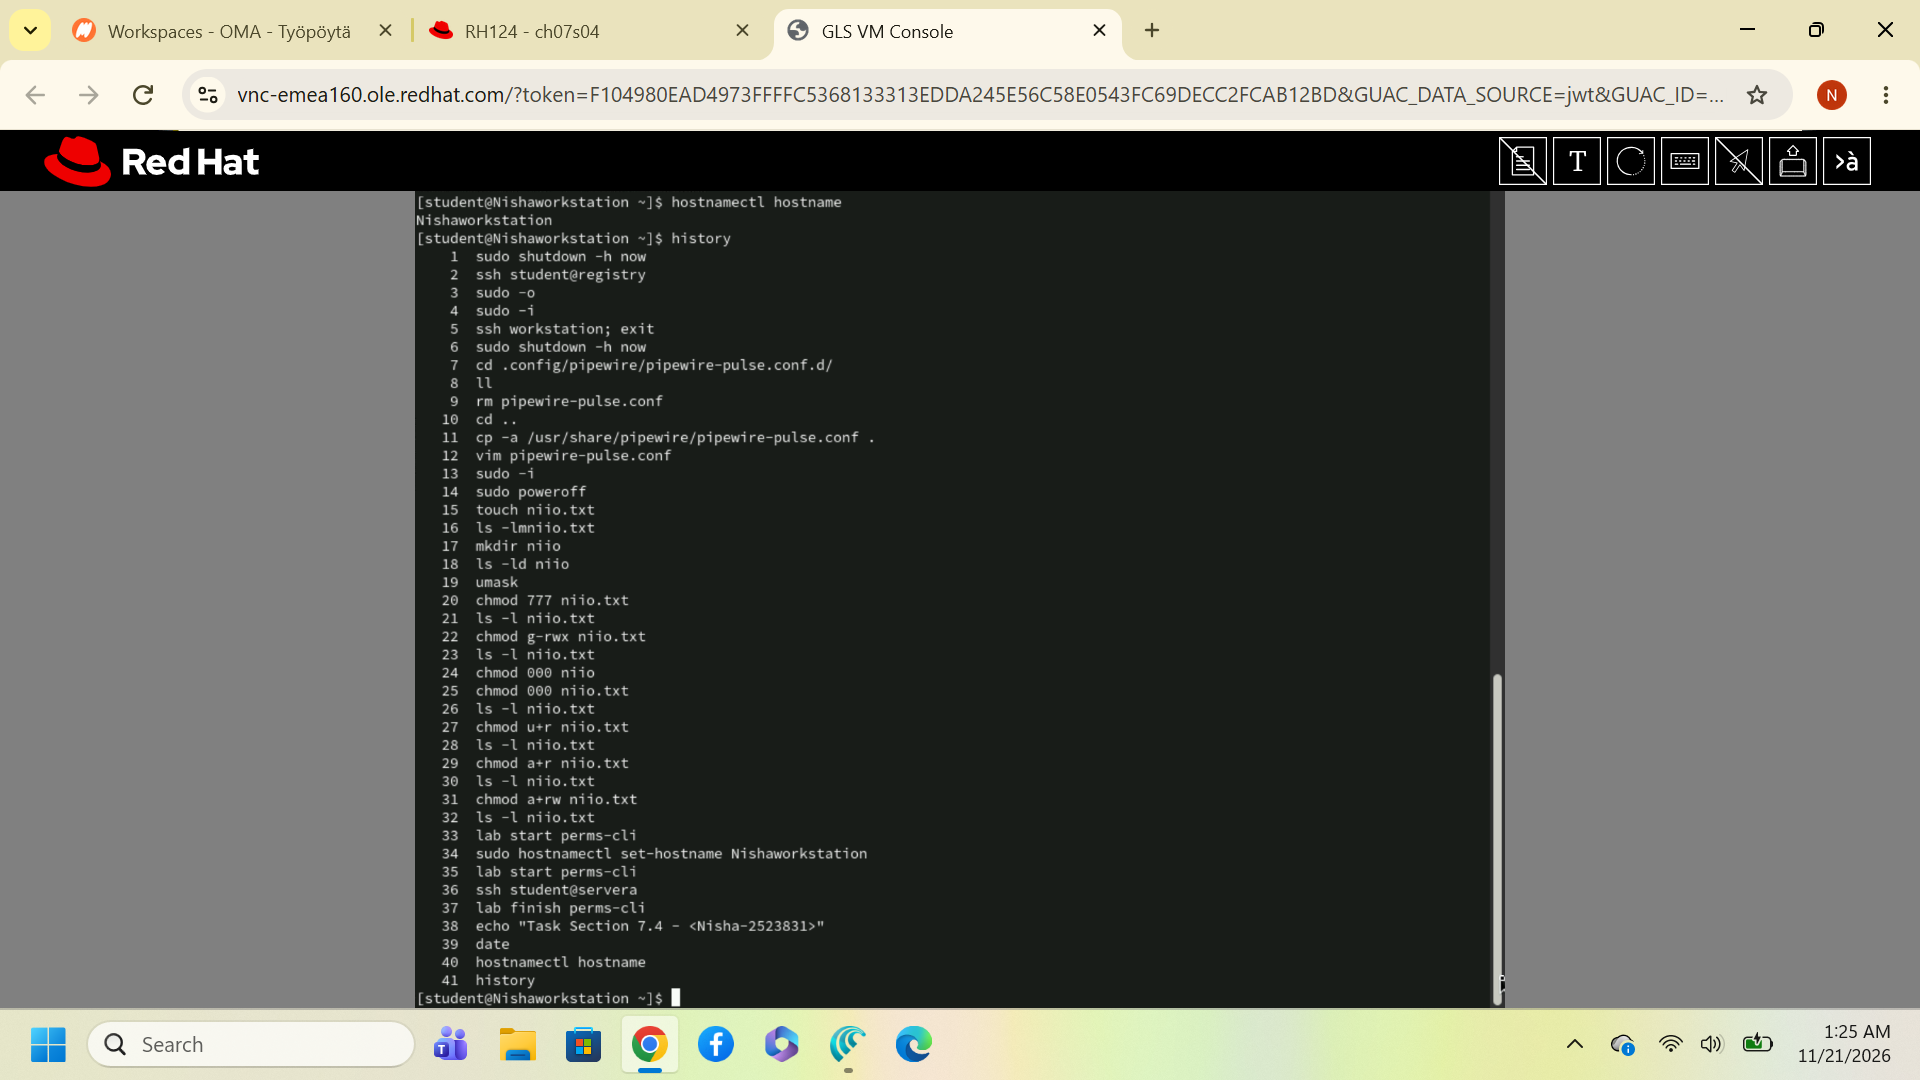 Workspaces - OMA - Työpöytä
RH124 - ch07s04
GLS VM Console
vnc-emea160.ole.redhat.com/?token=F104980EAD4973FFFFC5368133313EDDA245E56C58E0543FC69DECC2FCAB12BD&GUAC_DATA_SOURCE=jwt&GUAC_ID=...
N
Red Hat
T
>à
[student@Nishaworkstation ~]$ hostnamectl hostname
Nishaworkstation
[student@Nishaworkstation ~]$ history
1 sudo shutdown -h now
2 ssh student@registry
3 sudo -o
4 sudo -i
5 ssh workstation; exit
6 sudo shutdown -h now
7 cd .config/pipewire/pipewire-pulse.conf.d/
8 ll
9 rm pipewire-pulse.conf
10 cd ..
11 cp -a /usr/share/pipewire/pipewire-pulse.conf .
12 vim pipewire-pulse.conf
13 sudo -i
14 sudo poweroff
15 touch niio.txt
16 ls -lmniio.txt
17 mkdir niio
18 ls -ld niio
19 umask
20 chmod 777 niio.txt
21 ls -l niio.txt
22 chmod g-rwx niio.txt
23 ls -l niio.txt
24 chmod 000 niio
25 chmod 000 niio.txt
26 ls -l niio.txt
27 chmod u+r niio.txt
28 ls -l niio.txt
29 chmod a+r niio.txt
30 ls -l niio.txt
31 chmod a+rw niio.txt
32 ls -l niio.txt
33 lab start perms-cli
34 sudo hostnamectl set-hostname Nishaworkstation
35 lab start perms-cli
36 ssh student@servera
37 lab finish perms-cli
38 echo "Task Section 7.4 - <Nisha-2523831>"
39 date
40 hostnamectl hostname
41 history
[student@Nishaworkstation ~]$
Search
1:25 AM
11/21/2026